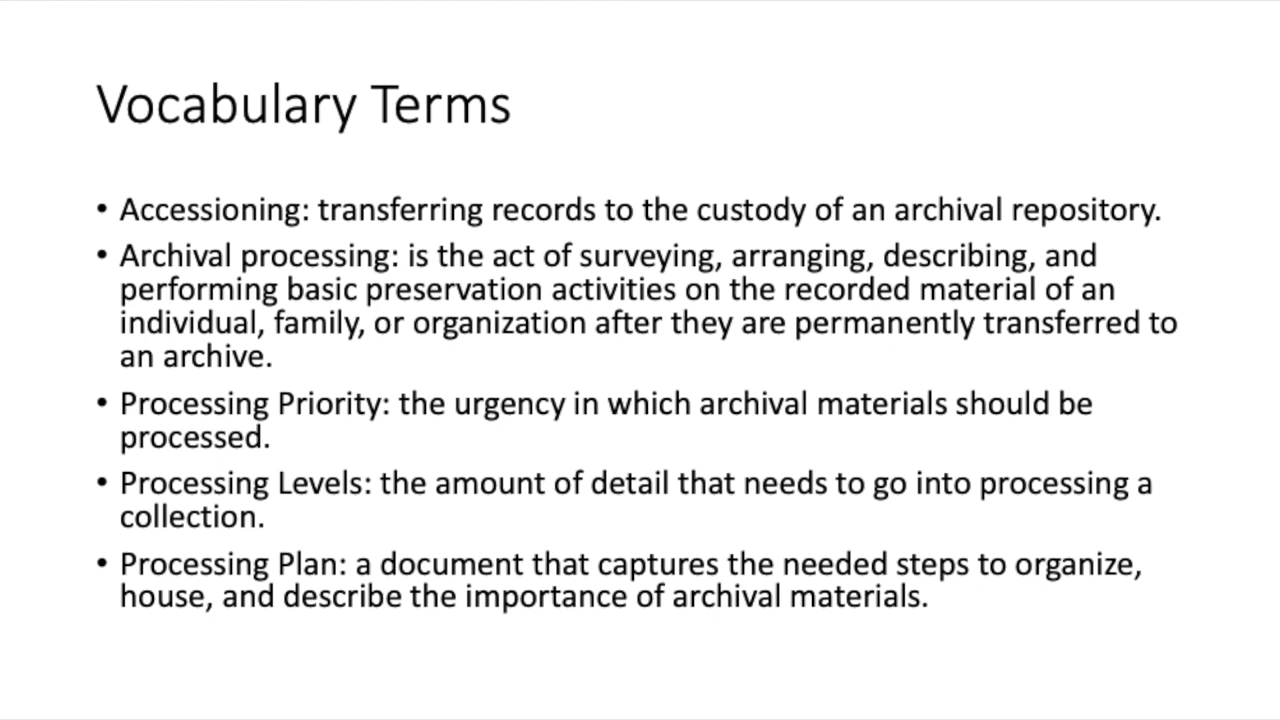 Vocabulary Terms
• Accessioning: transferring records to the custody of an archival repository.
• Archival processing: is the act of surveying, arranging, describing, and
performing basic preservation activities on the recorded material of an
individual, family, or organization after they are permanently transferred to
an archive.
• Processing Priority: the urgency in which archival materials should be
processed.
• Processing Levels: the amount of detail that needs to go into processing a
collection.
• Processing Plan: a document that captures the needed steps to organize,
house, and describe the importance of archival materials.